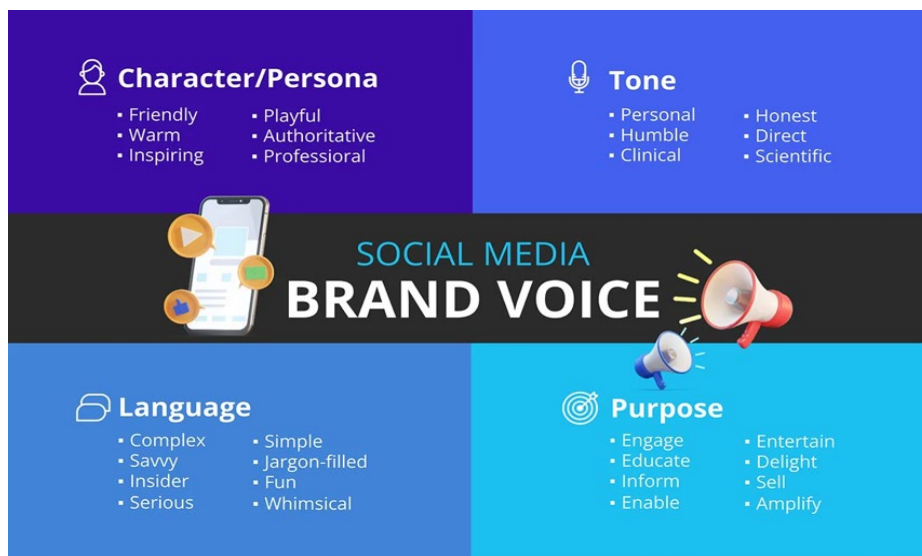 Character/Persona
▪ Friendly
▪ Warm
▪ Inspiring
▪ Playful
▪ Authoritative
▪ Professioral
Tone
▪ Personal
▪ Humble
▪ Clinical
▪ Honest
▪ Direct
▪ Scientific
SOCIAL MEDIA
BRAND VOICE
Language
▪ Complex
▪ Savvy
▪ Insider
▪ Serious
▪ Simple
▪ Jargon-filled
▪ Fun
▪ Whimsical
Purpose
▪ Engage
▪ Educate
▪ Inform
▪ Enable
▪ Entertain
▪ Delight
▪ Sell
▪ Amplify